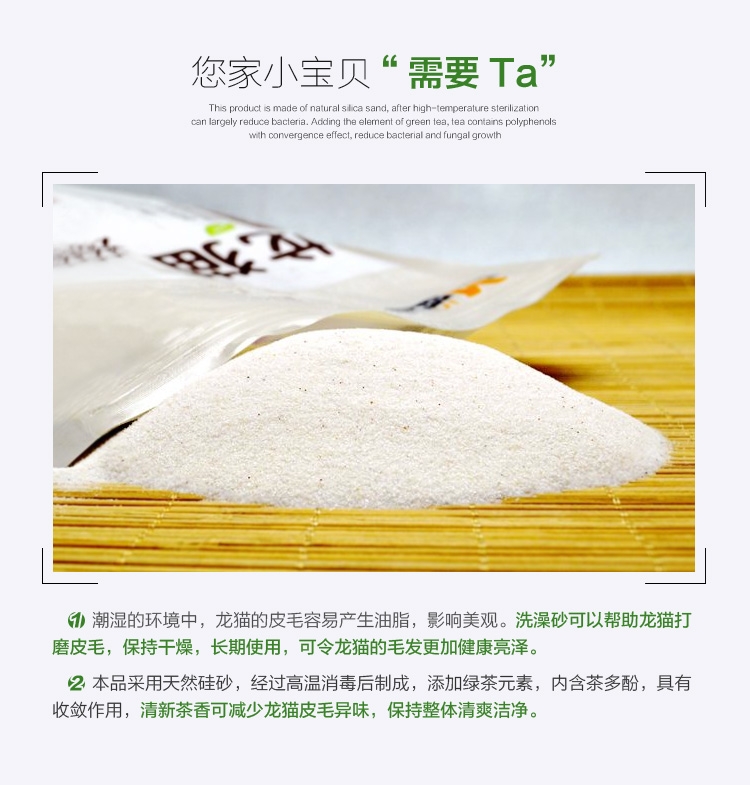 您家小宝贝“需要 Ta”
This product is made of natural silica sand, after high-temperature sterilization
can largely reduce bacteria. Adding the element of green tea, tea contains polyphenols
with convergence effect, reduce bacterial and fungal growth
龙猫
1 潮湿的环境中，龙猫的皮毛容易产生油脂，影响美观。洗澡砂可以帮助龙猫打
磨皮毛，保持干燥，长期使用，可令龙猫的毛发更加健康亮泽。
2 本品采用天然硅砂，经过高温消毒后制成，添加绿茶元素，内含茶多酚，具有
收敛作用，清新茶香可减少龙猫皮毛异味，保持整体清爽洁净。